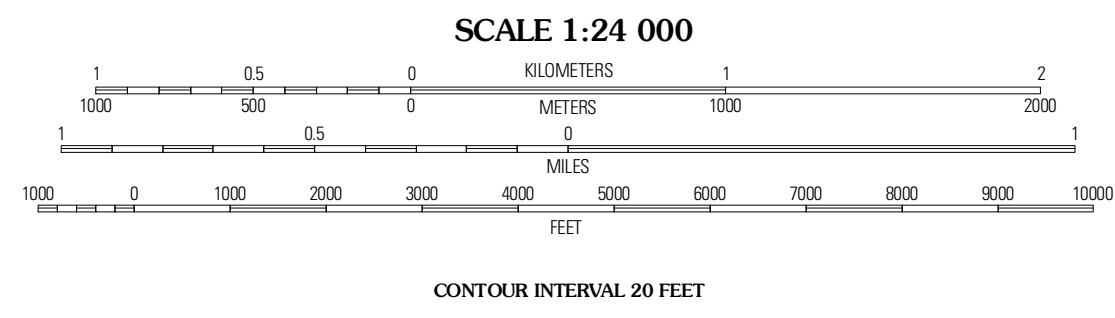 SCALE 1:24 000
1 0.5 0 KILOMETERS 1 2
1000 500 0 METERS 1000 2000
1 0.5 0 1
MILES
1000 0 1000 2000 3000 4000 5000 6000 7000 8000 9000 10000
FEET
CONTOUR INTERVAL 20 FEET